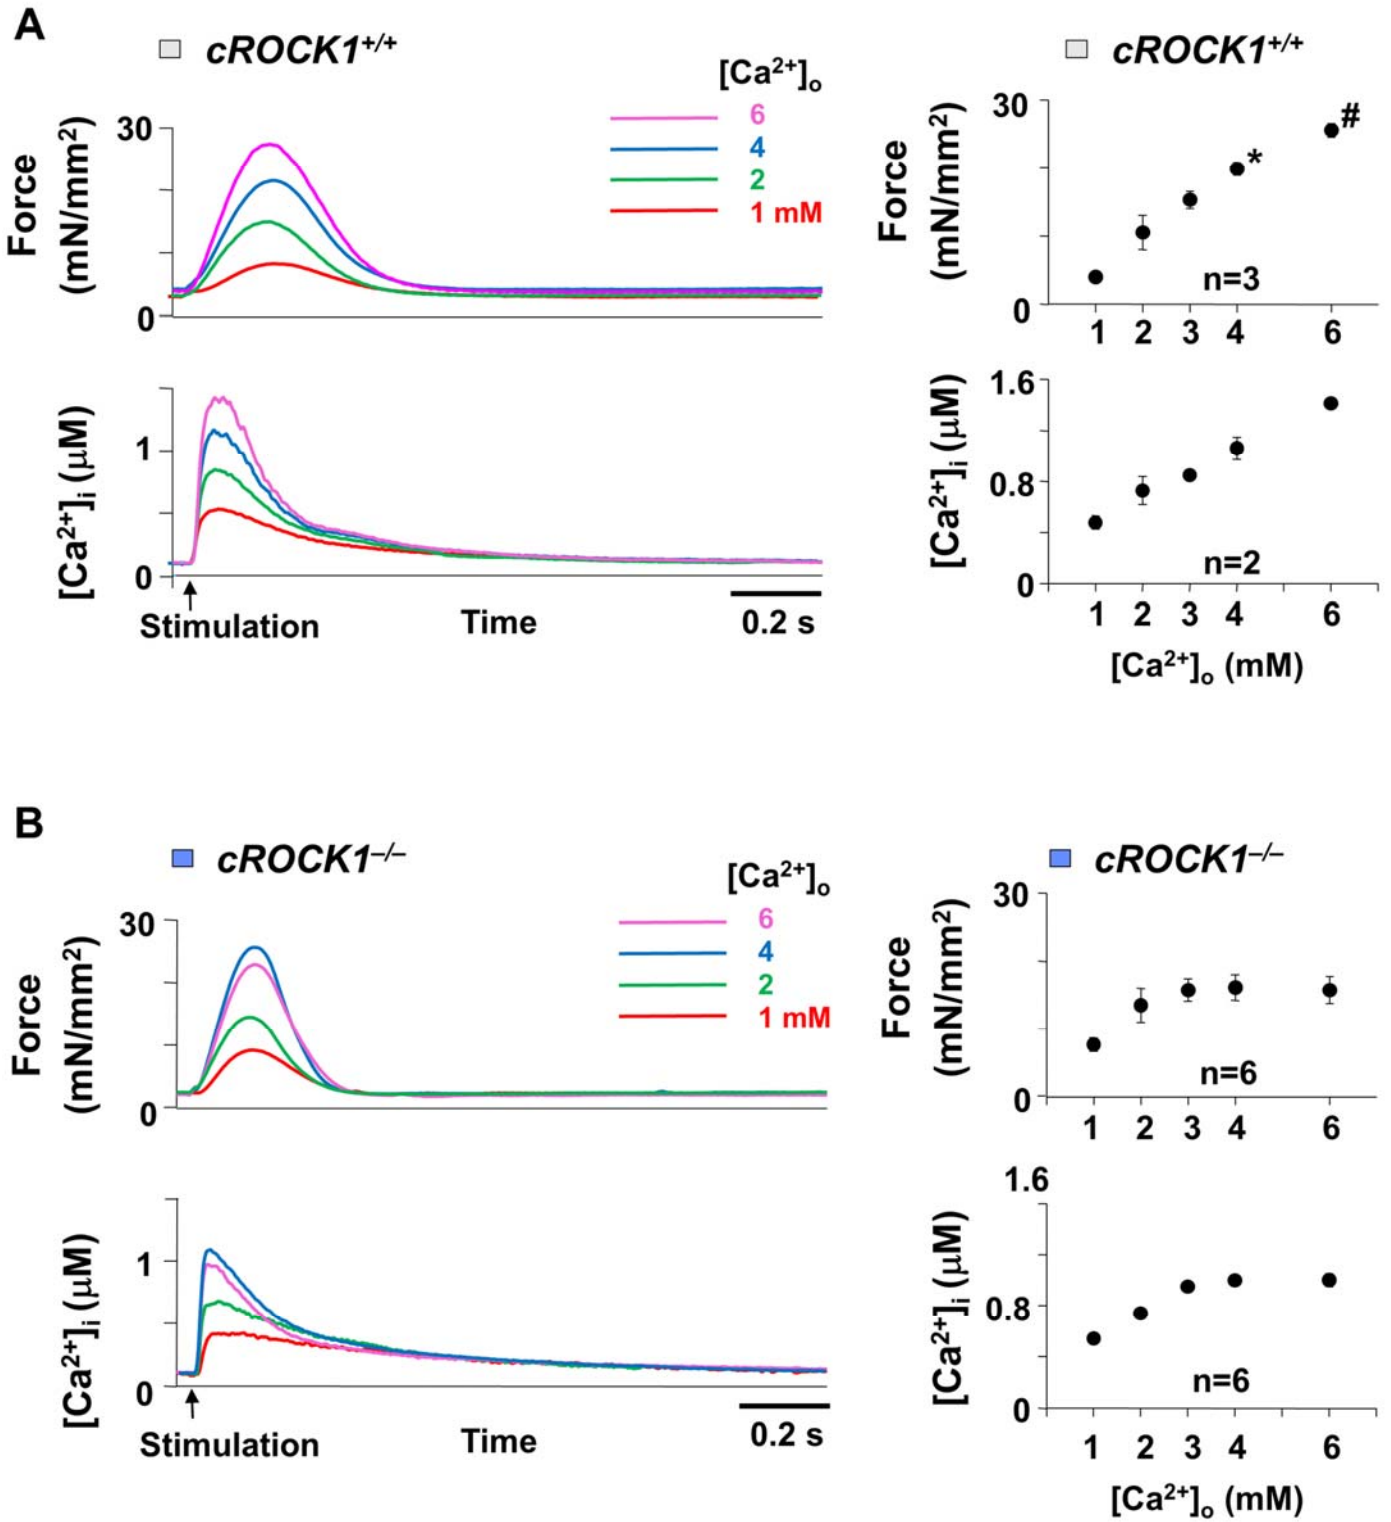 A
cROCK1+/+
cROCK1+/+
[Ca2+]o
6
4
2
1 mM
30
0
Force
(mN/mm2)
30
0
Force
(mN/mm2)
*
#
n=3
1 2 3 4 6
1
0
[Ca2+]i (μM)
Stimulation
Time
0.2 s
1.6
0.8
0
[Ca2+]i (μM)
n=2
1 2 3 4 6
[Ca2+]o (mM)
B
cROCK1–/–
cROCK1–/–
[Ca2+]o
6
4
2
1 mM
30
0
Force
(mN/mm2)
30
0
Force
(mN/mm2)
n=6
1 2 3 4 6
1
0
[Ca2+]i (μM)
Stimulation
Time
0.2 s
1.6
0.8
0
[Ca2+]i (μM)
n=6
1 2 3 4 6
[Ca2+]o (mM)